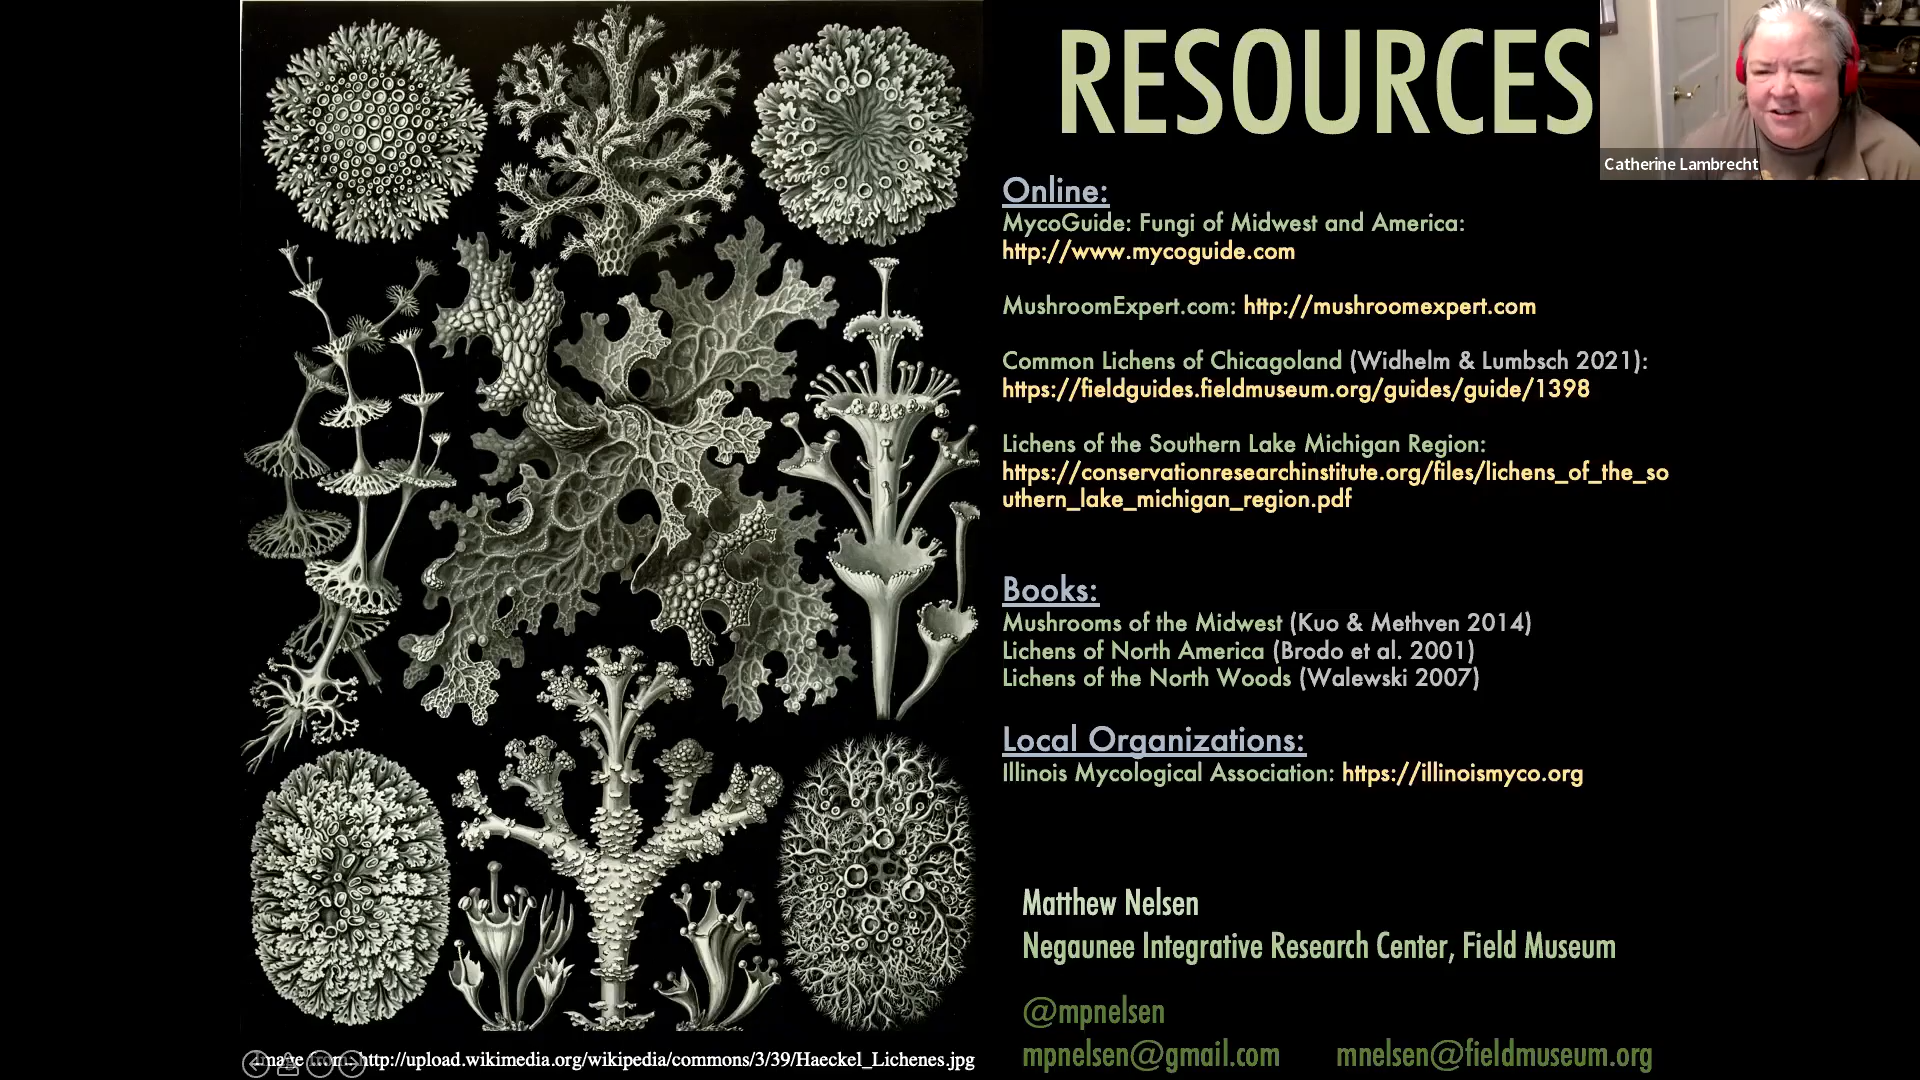 RESOURCES
Catherine Lambrecht
Online:
MycoGuide: Fungi of Midwest and America:
http://www.mycoguide.com
MushroomExpert.com: http://mushroomexpert.com
Common Lichens of Chicagoland (Widhelm & Lumbsch 2021):
https://fieldguides.fieldmuseum.org/guides/guide/1398
Lichens of the Southern Lake Michigan Region:
https://conservationresearchinstitute.org/files/lichens_of_the_so
uthern_lake_michigan_region.pdf
Books:
Mushrooms of the Midwest (Kuo & Methven 2014)
Lichens of North America (Brodo et al. 2001)
Lichens of the North Woods (Walewski 2007)
Local Organizations:
Illinois Mycological Association: https://illinoismyco.org
Matthew Nelsen
Negaunee Integrative Research Center, Field Museum
@mpnelsen
mpnelsen@gmail.com mnelsen@fieldmuseum.org
Image from: http://upload.wikimedia.org/wikipedia/commons/3/39/Haeckel_Lichenes.jpg